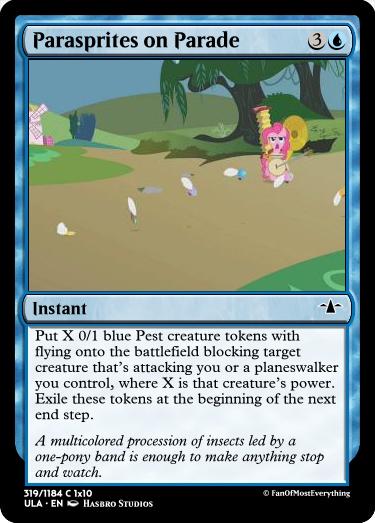 Parasprites on Parade 3
Instant
Put X 0/1 blue Pest creature tokens with
flying onto the battlefield blocking target
creature that's attacking you or a planeswalker
you control, where X is that creature's power.
Exile these tokens at the beginning of the next
end step.
A multicolored procession of insects led by a
one-pony band is enough to make anything stop
and watch.
319/1184 C 1x10
ULA • EN Hasbro Studios
© FanOfMostEverything